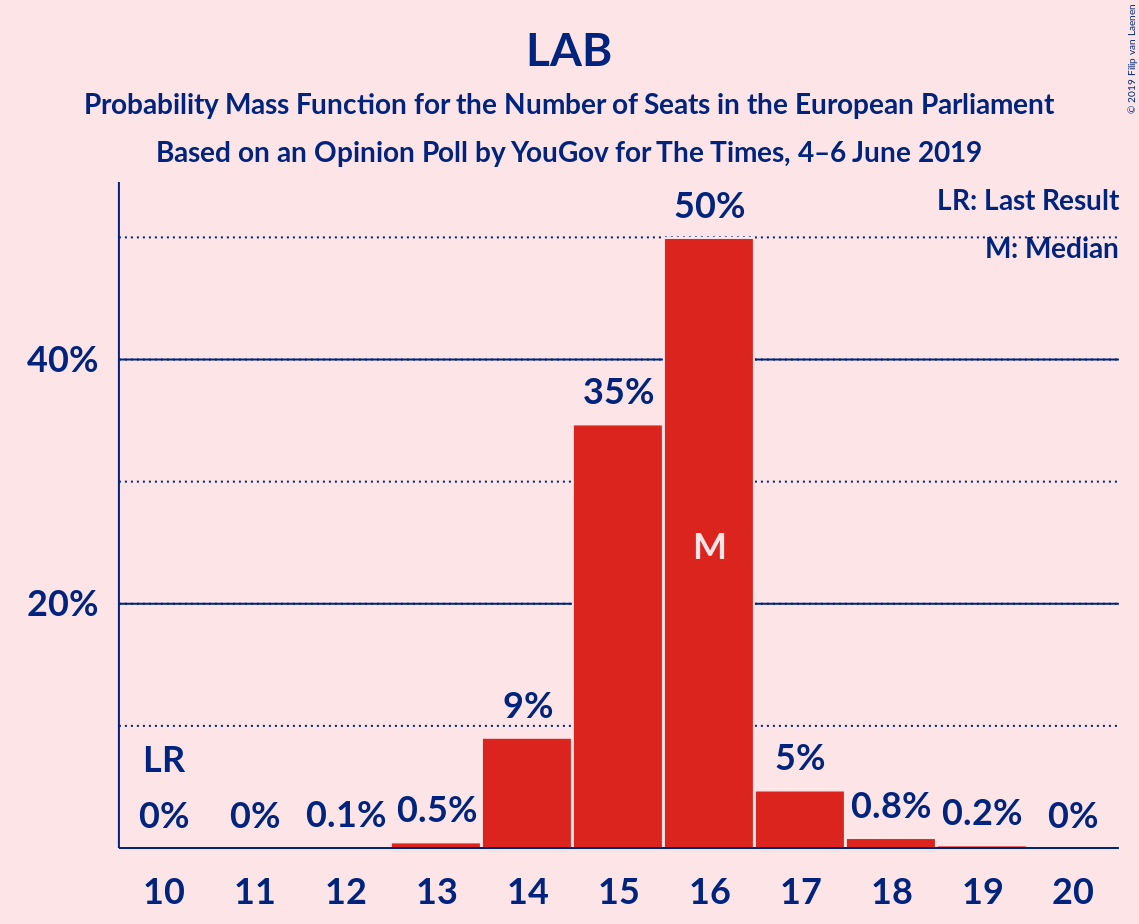 LAB
Probability Mass Function for the Number of Seats in the European Parliament
Based on an Opinion Poll by YouGov for The Times, 4–6 June 2019
© 2019 Filip van Laenen
LR: Last Result
M: Median
50%
40%
35%
M
20%
9%
LR
5%
0% 0% 0.1% 0.5% 0.8% 0.2% 0%
10 11 12 13 14 15 16 17 18 19 20